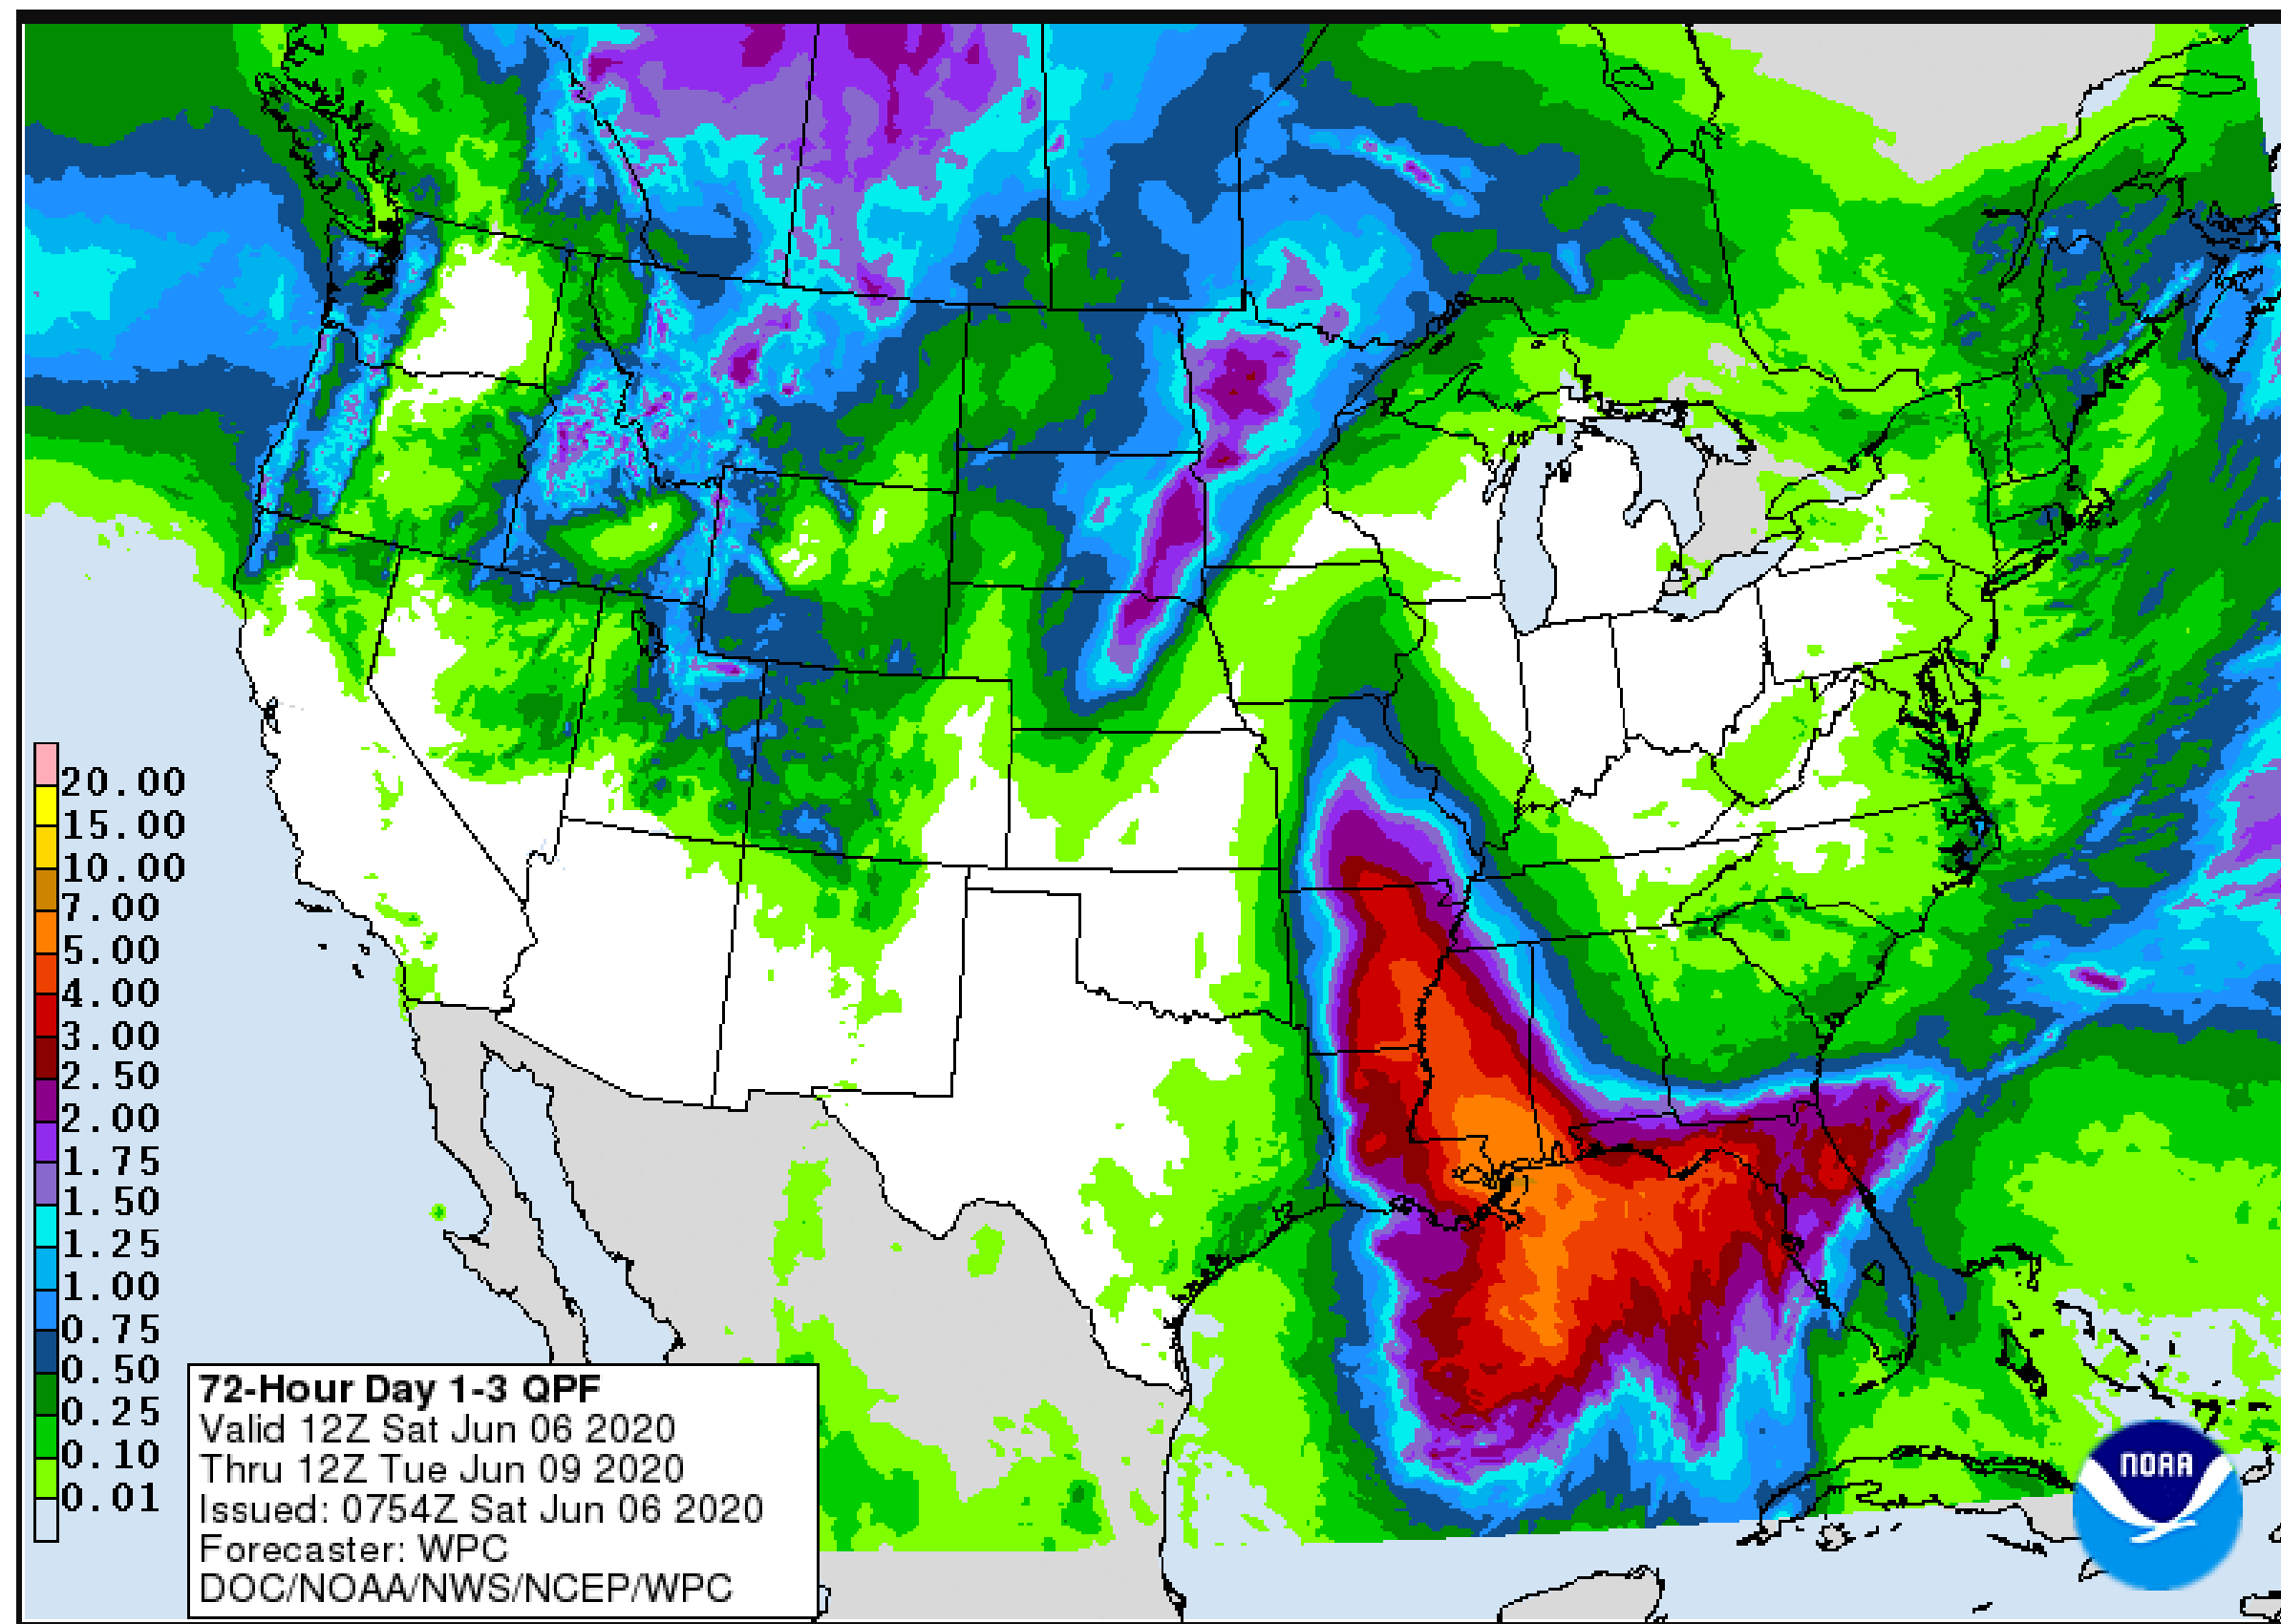 20.00
15.00
10.00
7.00
5.00
4.00
3.00
2.50
2.00
1.75
1.50
1.25
1.00
0.75
0.50
0.25
0.10
0.01
72-Hour Day 1-3 QPF
Valid 12Z Sat Jun 06 2020
Thru 12Z Tue Jun 09 2020
Issued: 0754Z Sat Jun 06 2020
Forecaster: WPC
DOC/NOAA/NWS/NCEP/WPC
NOAA